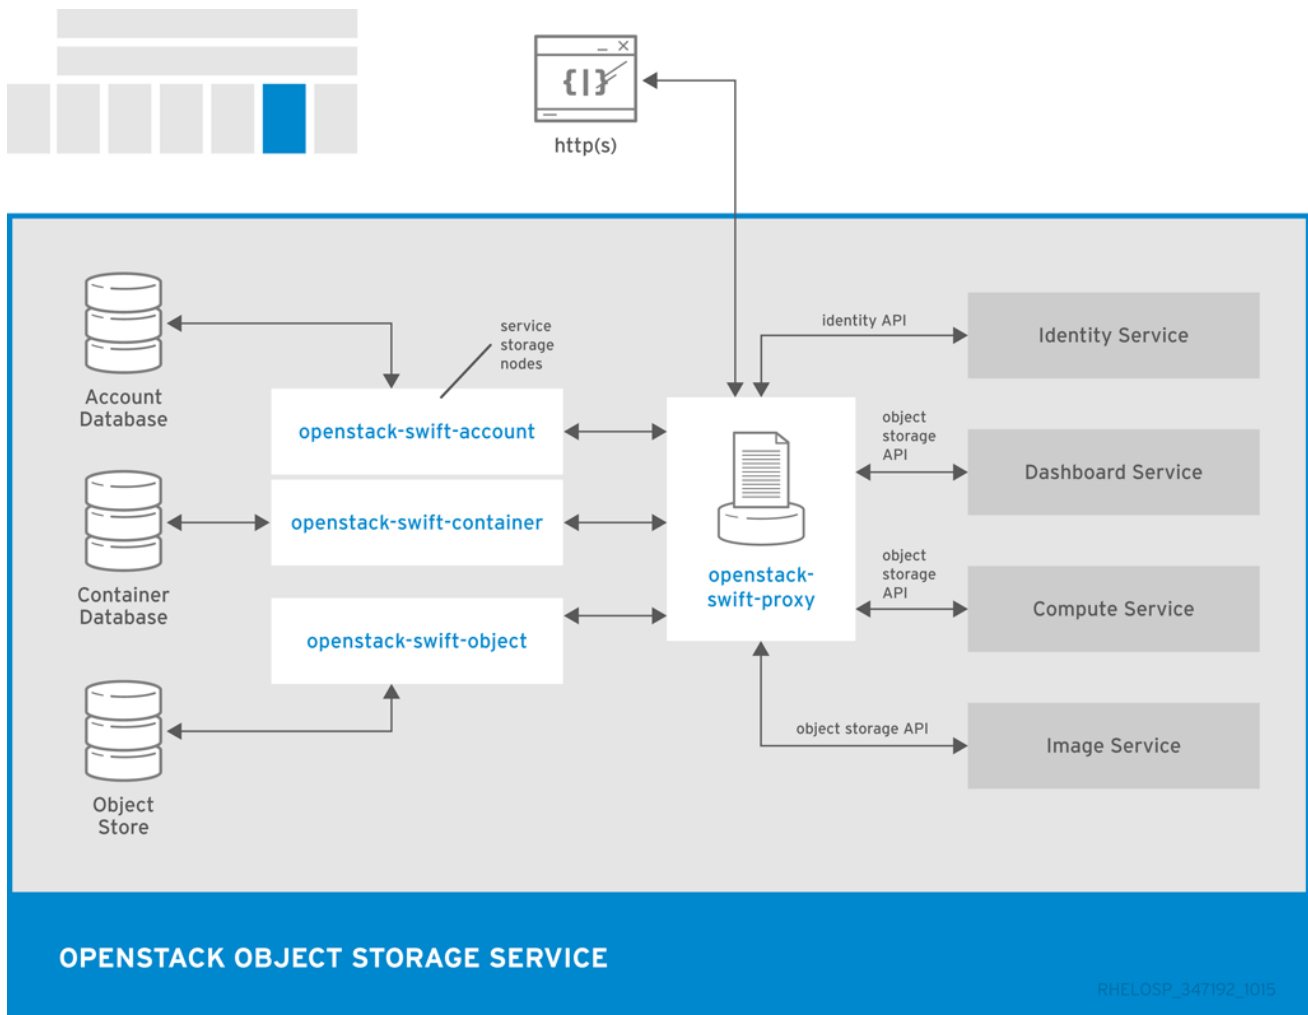 {|}
http(s)
identity API
Identity Service
service
storage
nodes
Account
Database
openstack-swift-account
object
storage
API
Dashboard Service
Container
Database
openstack-swift-container
openstack-
swift-proxy
object
storage
API
Compute Service
openstack-swift-object
object storage API
Image Service
Object
Store
OPENSTACK OBJECT STORAGE SERVICE
RHELOSP_347192_1015